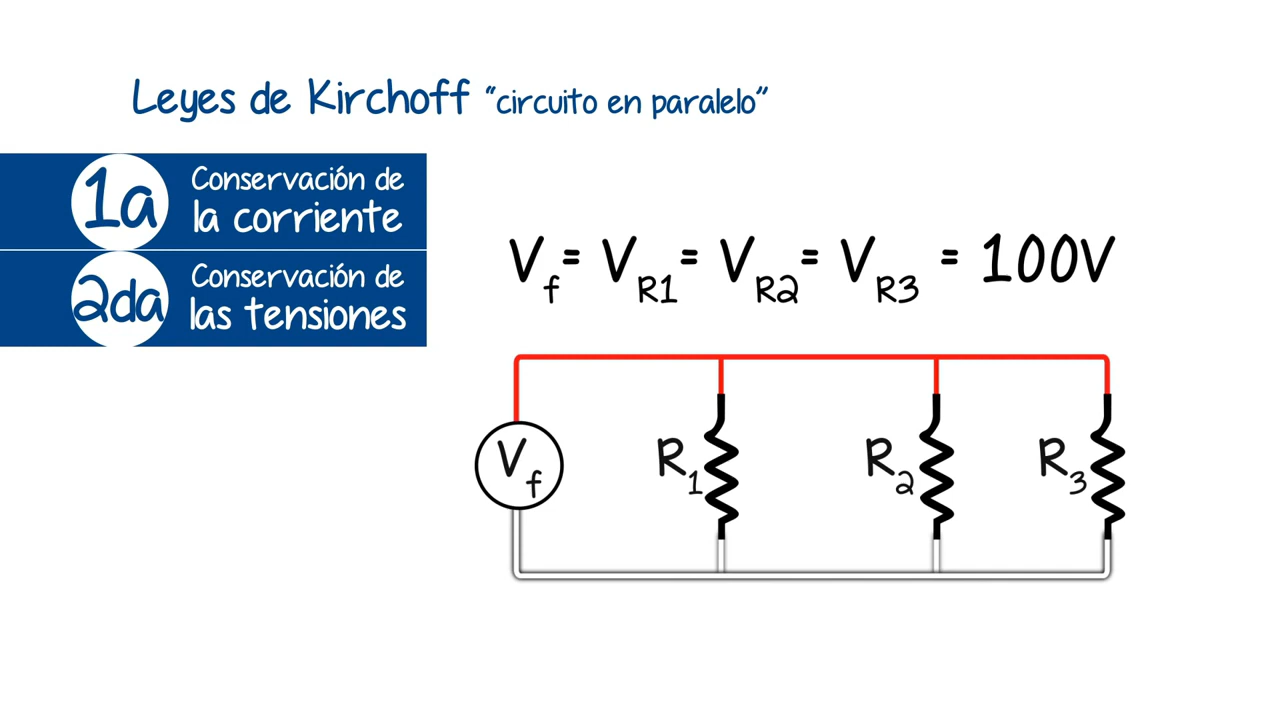 Leyes de Kirchoff "circuito en paralelo"
1a Conservación de
la corriente
2da Conservación de
las tensiones
Vf = VR1 = VR2 = VR3 = 100V
Vf R1 R2 R3